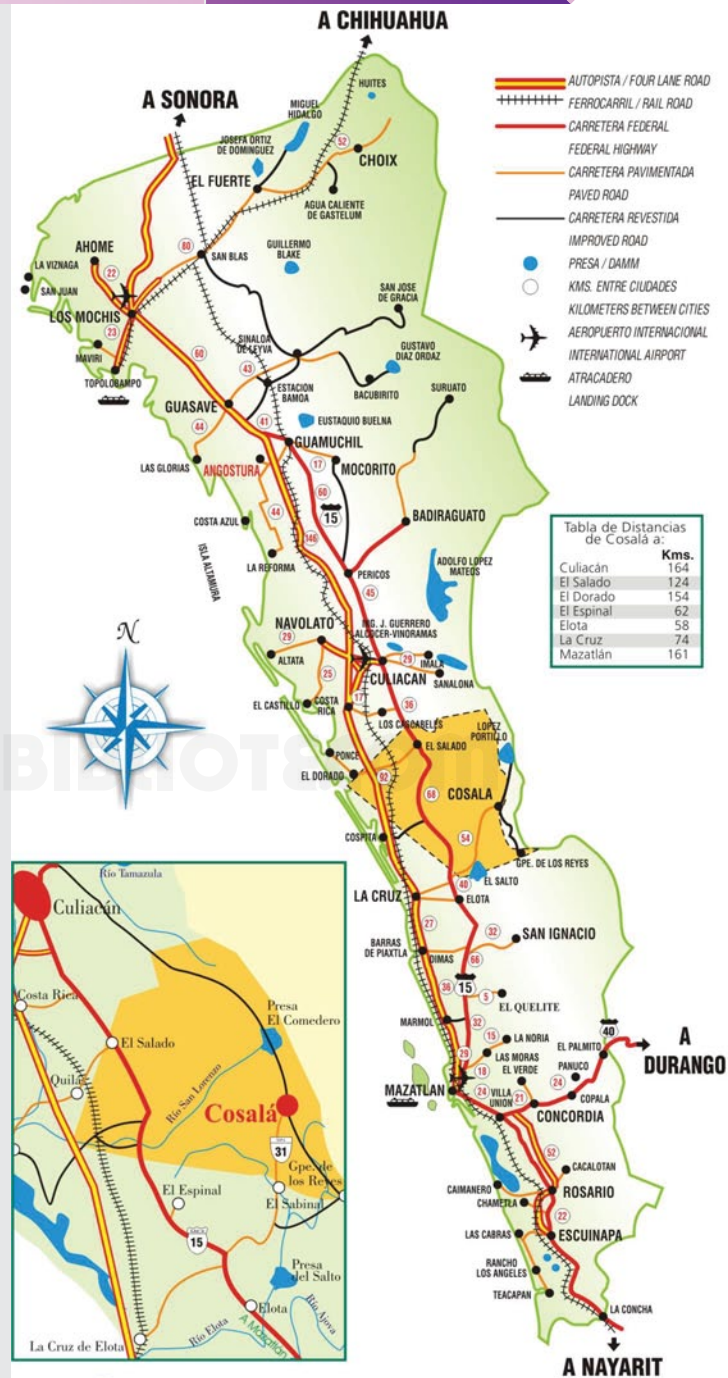 A CHIHUAHUA
A SONORA
HUITES
MIGUEL
HIDALGO
JOSEFA ORTIZ
DE DOMINGUEZ
52
CHOIX
EL FUERTE
AGUA CALIENTE
DE GASTELUM
AUTOPISTA / FOUR LANE ROAD
FERROCARRIL / RAIL ROAD
CARRETERA FEDERAL
FEDERAL HIGHWAY
CARRETERA PAVIMENTADA
PAVED ROAD
CARRETERA REVESTIDA
IMPROVED ROAD
PRESA / DAMM
KMS. ENTRE CIUDADES
KILOMETERS BETWEEN CITIES
AEROPUERTO INTERNACIONAL
INTERNATIONAL AIRPORT
ATRACADERO
LANDING DOCK
80
SAN BLAS
GUILLERMO
BLAKE
AHOME
LA VIZNAGA
22
SAN JUAN
LOS MOCHIS
SAN JOSE
DE GRACIA
23
MAVIRI
TOPOLOBAMPO
60
SINALOA
DE LEYVA
43
GUSTAVO
DIAZ ORDAZ
ESTACION
BAMOA
BACUBIRITO
SURUATO
GUASAVE
44
41
EUSTAQUIO BUELNA
GUAMUCHIL
LAS GLORIAS
ANGOSTURA
17
MOCORITO
60
44
15
COSTA AZUL
146
BADIRAGUATO
LA REFORMA
ISLA ALTAMURA
PERICOS
ADOLFO LOPEZ
MATEOS
45
Tabla de Distancias
de Cosalá a:
Kms.
Culiacán 164
El Salado 124
El Dorado 154
El Espinal 62
Elota 58
La Cruz 74
Mazatlán 161
NAVOLATO
29
ALTATA
ING. J. GUERRERO
ALCOCER-VINORAMAS
29
IMALA
CULIACAN
SANALONA
25
17
EL CASTILLO
COSTA
RICA
36
LOS CASCABELES
N
PONCE
EL SALADO
LOPEZ
PORTILLO
EL DORADO
92
68
COSALA
54
COSPITA
GPE. DE LOS REYES
EL SALTO
40
LA CRUZ
ELOTA
27
32
SAN IGNACIO
BARRAS
DE PIAXTLA
DIMAS
66
36
15
5
EL QUELITE
MARMOL
32
15
LA NORIA
40
29
LAS MORAS
EL PALMITO
A
DURANGO
18
EL VERDE
PANUCO
MAZATLAN
24
VILLA
UNION
21
24
COPALA
CONCORDIA
52
CACALOTAN
CAIMANERO
ROSARIO
CHAMETLA
22
LAS CABRAS
ESCUINAPA
RANCHO
LOS ANGELES
TEACAPAN
LA CONCHA
A NAYARIT
Río Tamazula
Culiacán
Costa Rica
Presa
El Comedero
El Salado
Quilá
Río San Lorenzo
Cosalá
31
Gpe. de
los Reyes
El Espinal
El Sabinal
15
Presa
del Salto
Elota
Río Elota
A Mazatlán
Río Ajova
La Cruz de Elota